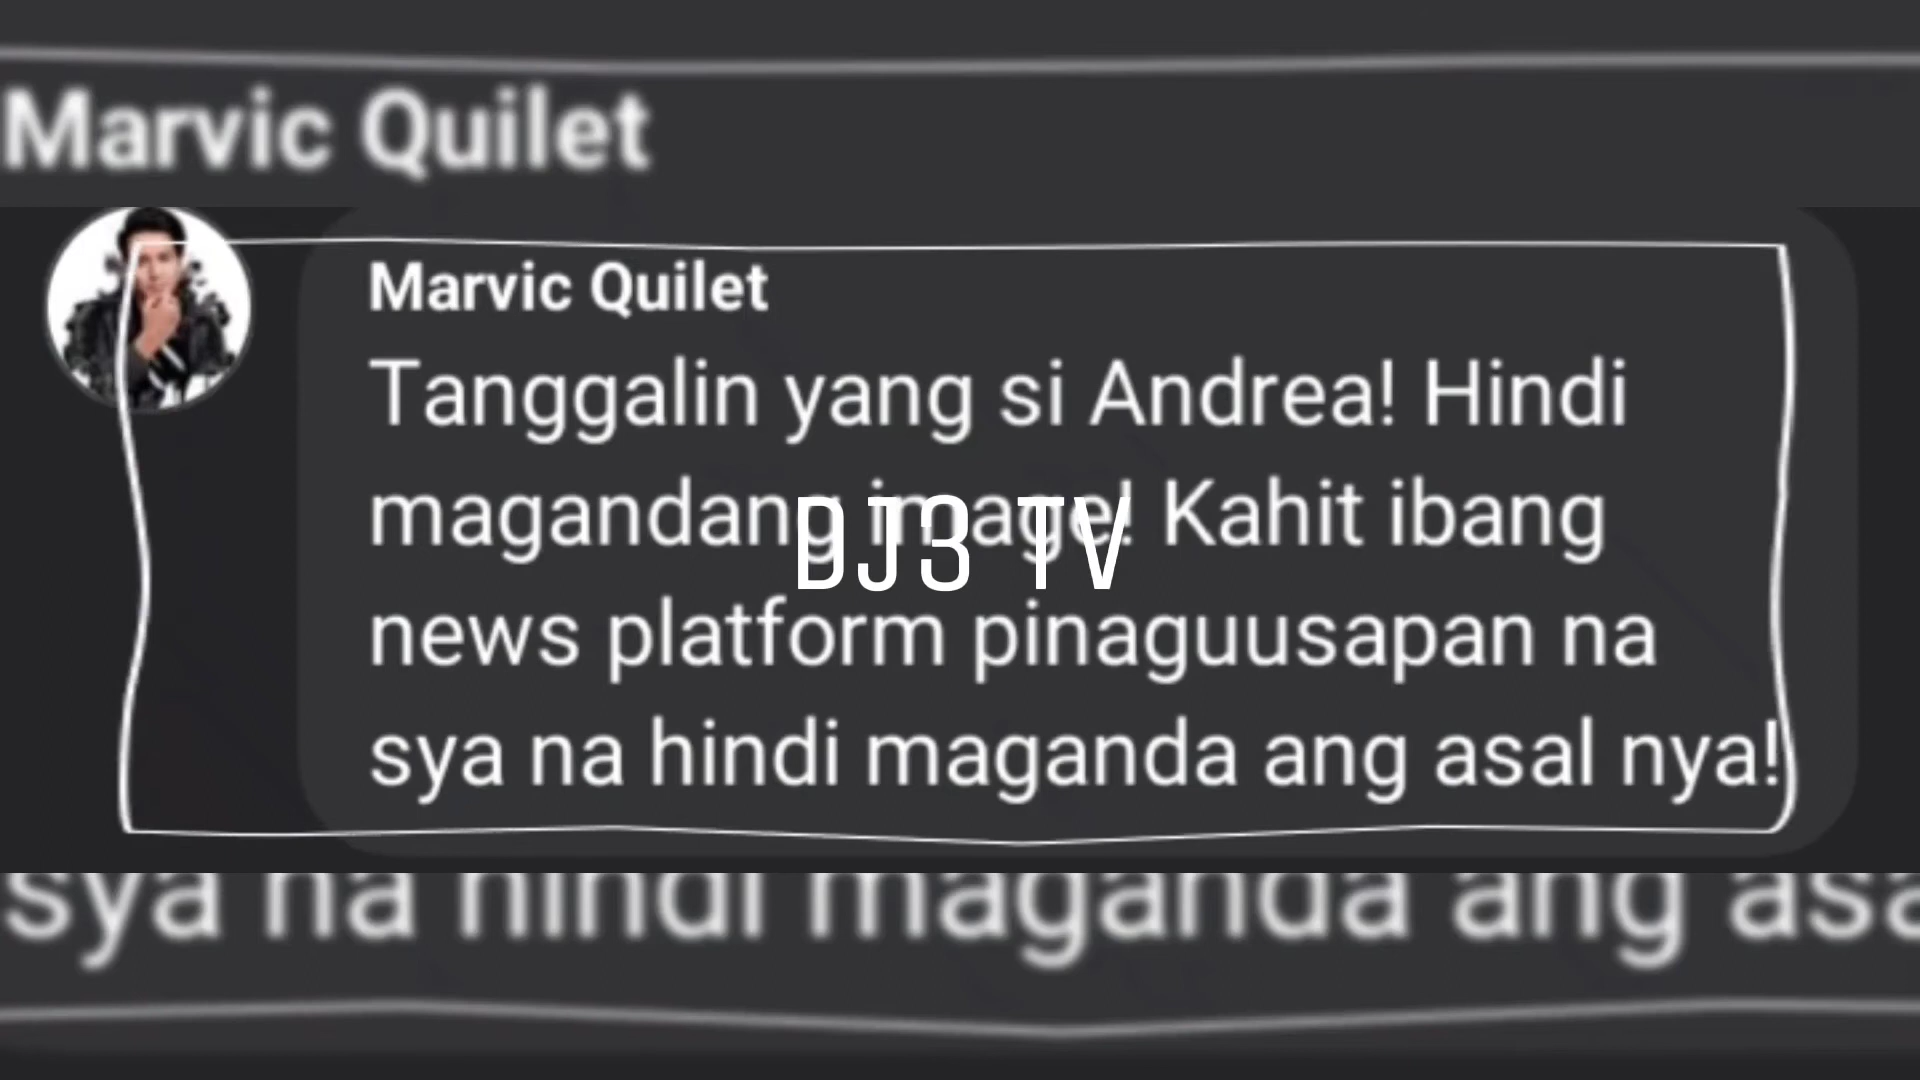 Marvic Quilet
Marvic Quilet
Tanggalin yang si Andrea! Hindi
magandang image! Kahit ibang
DJ3 TV
news platform pinaguusapan na
sya na hindi maganda ang asal nya!
sya na hindi maganda ang asa